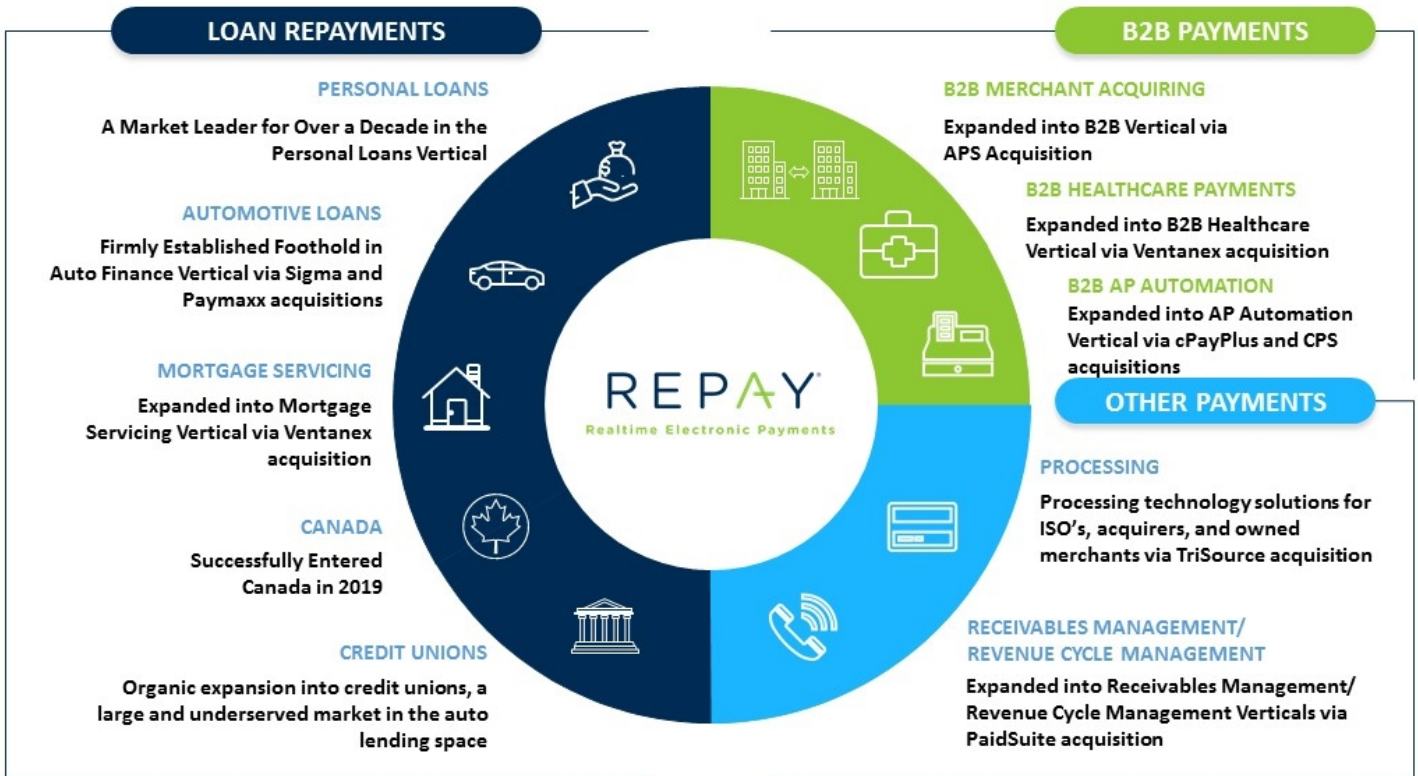 LOAN REPAYMENTS
PERSONAL LOANS
A Market Leader for Over a Decade in the
Personal Loans Vertical
AUTOMOTIVE LOANS
Firmly Established Foothold in
Auto Finance Vertical via Sigma and
Paymaxx acquisitions
MORTGAGE SERVICING
Expanded into Mortgage
Servicing Vertical via Ventanex
acquisition
CANADA
Successfully Entered
Canada in 2019
CREDIT UNIONS
Organic expansion into credit unions, a
large and underserved market in the auto
lending space
$
REPAY®
Realtime Electronic Payments
B2B PAYMENTS
B2B MERCHANT ACQUIRING
Expanded into B2B Vertical via
APS Acquisition
B2B HEALTHCARE PAYMENTS
Expanded into B2B Healthcare
Vertical via Ventanex acquisition
B2B AP AUTOMATION
Expanded into AP Automation
Vertical via cPayPlus and CPS
acquisitions
OTHER PAYMENTS
PROCESSING
Processing technology solutions for
ISO's, acquirers, and owned
merchants via TriSource acquisition
RECEIVABLES MANAGEMENT/
REVENUE CYCLE MANAGEMENT
Expanded into Receivables Management/
Revenue Cycle Management Verticals via
PaidSuite acquisition